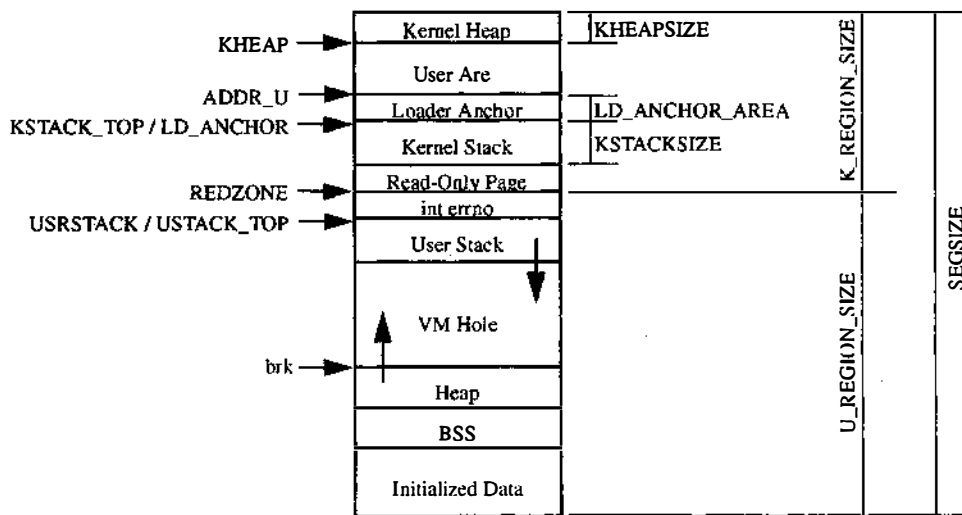 Kernel Heap
KHEAPSIZE
KHEAP
User Are
ADDR_U
Loader Anchor
LD_ANCHOR_AREA
KSTACK_TOP / LD_ANCHOR
Kernel Stack
KSTACKSIZE
K_REGION_SIZE
Read-Only Page
REDZONE
int errno
USRSTACK / USTACK_TOP
User Stack
SEGSIZE
VM Hole
U_REGION_SIZE
brk
Heap
BSS
Initialized Data